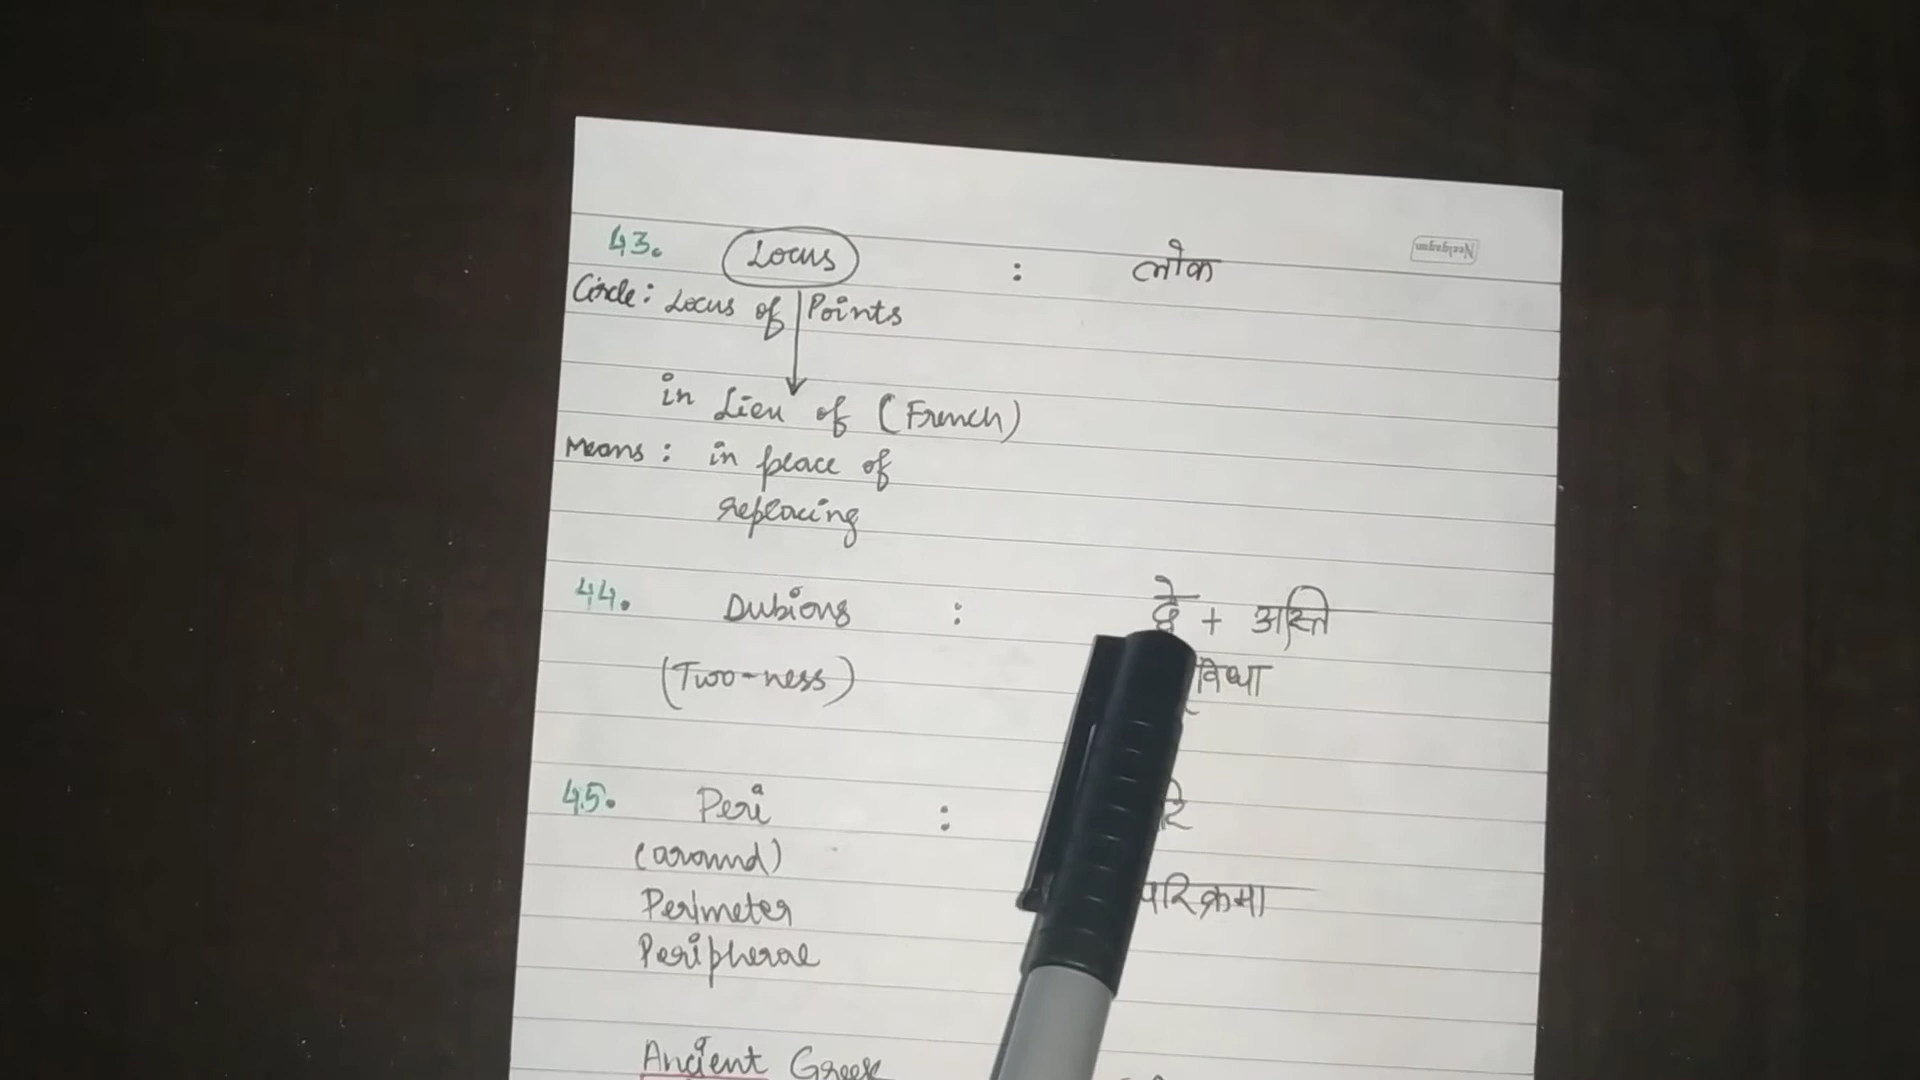 43. Locus : लोक
Neelgagan
Circle: Locus of Points
in Lieu of (French)
Means: in place of
replacing
44. Dubious : द्वे + अस्ति
(Two-ness)
45. Peri :
(around)
Perimeter परिक्रमा
Peripheral
Ancient Greek